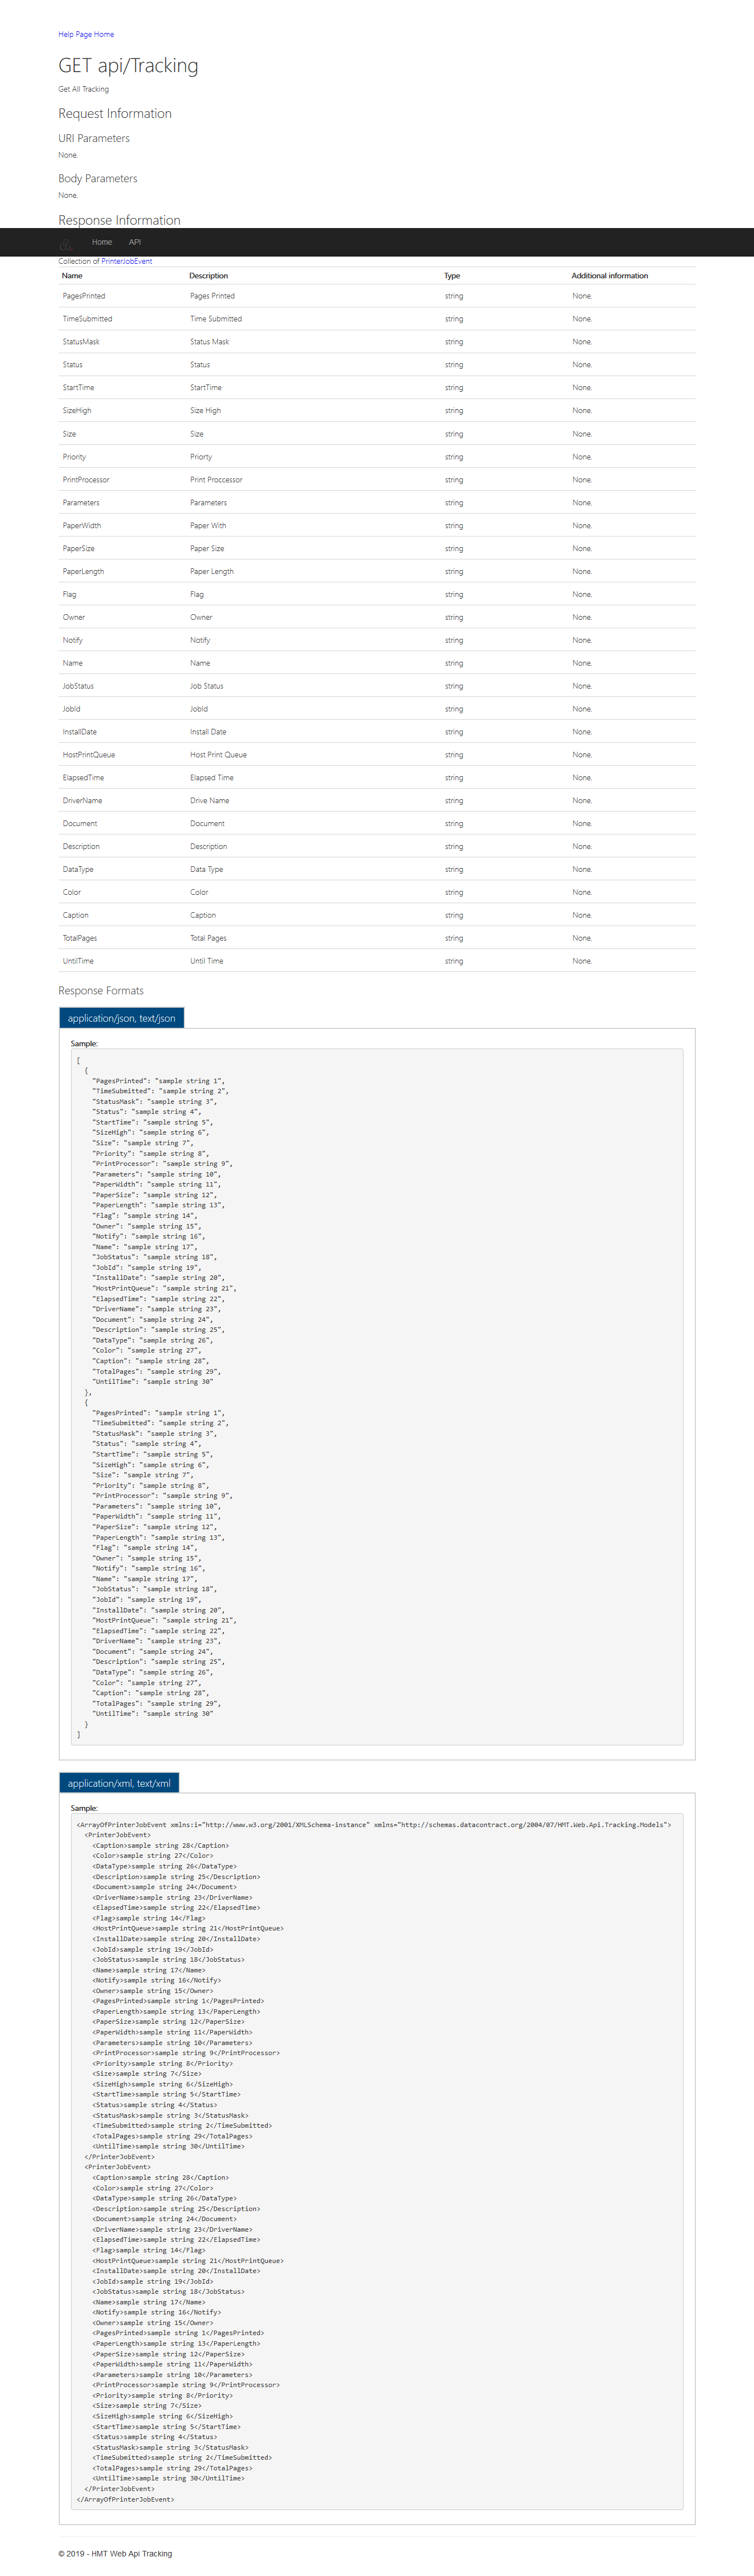 Help Page Home
GET api/Tracking
Get All Tracking
Request Information
URI Parameters
None.
Body Parameters
None.
Response Information
Home API
Collection of PrinterJobEvent
Name Description Type Additional information
PagesPrinted Pages Printed string None.
TimeSubmitted Time Submitted string None.
StatusMask Status Mask string None.
Status Status string None.
StartTime StartTime string None.
SizeHigh Size High string None.
Size Size string None.
Priority Priorty string None.
PrintProcessor Print Proccessor string None.
Parameters Parameters string None.
PaperWidth Paper With string None.
PaperSize Paper Size string None.
PaperLength Paper Length string None.
Flag Flag string None.
Owner Owner string None.
Notify Notify string None.
Name Name string None.
JobStatus Job Status string None.
JobId JobId string None.
InstallDate Install Date string None.
HostPrintQueue Host Print Queue string None.
ElapsedTime Elapsed Time string None.
DriverName Drive Name string None.
Document Document string None.
Description Description string None.
DataType Data Type string None.
Color Color string None.
Caption Caption string None.
TotalPages Total Pages string None.
UntilTime Until Time string None.
Response Formats
application/json, text/json
Sample:
[
{
"PagesPrinted": "sample string 1",
"TimeSubmitted": "sample string 2",
"StatusMask": "sample string 3",
"Status": "sample string 4",
"StartTime": "sample string 5",
"SizeHigh": "sample string 6",
"Size": "sample string 7",
"Priority": "sample string 8",
"PrintProcessor": "sample string 9",
"Parameters": "sample string 10",
"PaperWidth": "sample string 11",
"PaperSize": "sample string 12",
"PaperLength": "sample string 13",
"Flag": "sample string 14",
"Owner": "sample string 15",
"Notify": "sample string 16",
"Name": "sample string 17",
"JobStatus": "sample string 18",
"JobId": "sample string 19",
"InstallDate": "sample string 20",
"HostPrintQueue": "sample string 21",
"ElapsedTime": "sample string 22",
"DriverName": "sample string 23",
"Document": "sample string 24",
"Description": "sample string 25",
"DataType": "sample string 26",
"Color": "sample string 27",
"Caption": "sample string 28",
"TotalPages": "sample string 29",
"UntilTime": "sample string 30"
},
{
"PagesPrinted": "sample string 1",
"TimeSubmitted": "sample string 2",
"StatusMask": "sample string 3",
"Status": "sample string 4",
"StartTime": "sample string 5",
"SizeHigh": "sample string 6",
"Size": "sample string 7",
"Priority": "sample string 8",
"PrintProcessor": "sample string 9",
"Parameters": "sample string 10",
"PaperWidth": "sample string 11",
"PaperSize": "sample string 12",
"PaperLength": "sample string 13",
"Flag": "sample string 14",
"Owner": "sample string 15",
"Notify": "sample string 16",
"Name": "sample string 17",
"JobStatus": "sample string 18",
"JobId": "sample string 19",
"InstallDate": "sample string 20",
"HostPrintQueue": "sample string 21",
"ElapsedTime": "sample string 22",
"DriverName": "sample string 23",
"Document": "sample string 24",
"Description": "sample string 25",
"DataType": "sample string 26",
"Color": "sample string 27",
"Caption": "sample string 28",
"TotalPages": "sample string 29",
"UntilTime": "sample string 30"
}
]
application/xml, text/xml
Sample:
<ArrayOfPrinterJobEvent xmlns:i="http://www.w3.org/2001/XMLSchema-instance" xmlns="http://schemas.datacontract.org/2004/07/HMT.Web.Api.Tracking.Models">
<PrinterJobEvent>
<Caption>sample string 28</Caption>
<Color>sample string 27</Color>
<DataType>sample string 26</DataType>
<Description>sample string 25</Description>
<Document>sample string 24</Document>
<DriverName>sample string 23</DriverName>
<ElapsedTime>sample string 22</ElapsedTime>
<Flag>sample string 14</Flag>
<HostPrintQueue>sample string 21</HostPrintQueue>
<InstallDate>sample string 20</InstallDate>
<JobId>sample string 19</JobId>
<JobStatus>sample string 18</JobStatus>
<Name>sample string 17</Name>
<Notify>sample string 16</Notify>
<Owner>sample string 15</Owner>
<PagesPrinted>sample string 1</PagesPrinted>
<PaperLength>sample string 13</PaperLength>
<PaperSize>sample string 12</PaperSize>
<PaperWidth>sample string 11</PaperWidth>
<Parameters>sample string 10</Parameters>
<PrintProcessor>sample string 9</PrintProcessor>
<Priority>sample string 8</Priority>
<Size>sample string 7</Size>
<SizeHigh>sample string 6</SizeHigh>
<StartTime>sample string 5</StartTime>
<Status>sample string 4</Status>
<StatusMask>sample string 3</StatusMask>
<TimeSubmitted>sample string 2</TimeSubmitted>
<TotalPages>sample string 29</TotalPages>
<UntilTime>sample string 30</UntilTime>
</PrinterJobEvent>
<PrinterJobEvent>
<Caption>sample string 28</Caption>
<Color>sample string 27</Color>
<DataType>sample string 26</DataType>
<Description>sample string 25</Description>
<Document>sample string 24</Document>
<DriverName>sample string 23</DriverName>
<ElapsedTime>sample string 22</ElapsedTime>
<Flag>sample string 14</Flag>
<HostPrintQueue>sample string 21</HostPrintQueue>
<InstallDate>sample string 20</InstallDate>
<JobId>sample string 19</JobId>
<JobStatus>sample string 18</JobStatus>
<Name>sample string 17</Name>
<Notify>sample string 16</Notify>
<Owner>sample string 15</Owner>
<PagesPrinted>sample string 1</PagesPrinted>
<PaperLength>sample string 13</PaperLength>
<PaperSize>sample string 12</PaperSize>
<PaperWidth>sample string 11</PaperWidth>
<Parameters>sample string 10</Parameters>
<PrintProcessor>sample string 9</PrintProcessor>
<Priority>sample string 8</Priority>
<Size>sample string 7</Size>
<SizeHigh>sample string 6</SizeHigh>
<StartTime>sample string 5</StartTime>
<Status>sample string 4</Status>
<StatusMask>sample string 3</StatusMask>
<TimeSubmitted>sample string 2</TimeSubmitted>
<TotalPages>sample string 29</TotalPages>
<UntilTime>sample string 30</UntilTime>
</PrinterJobEvent>
</ArrayOfPrinterJobEvent>
© 2019 - HMT Web Api Tracking